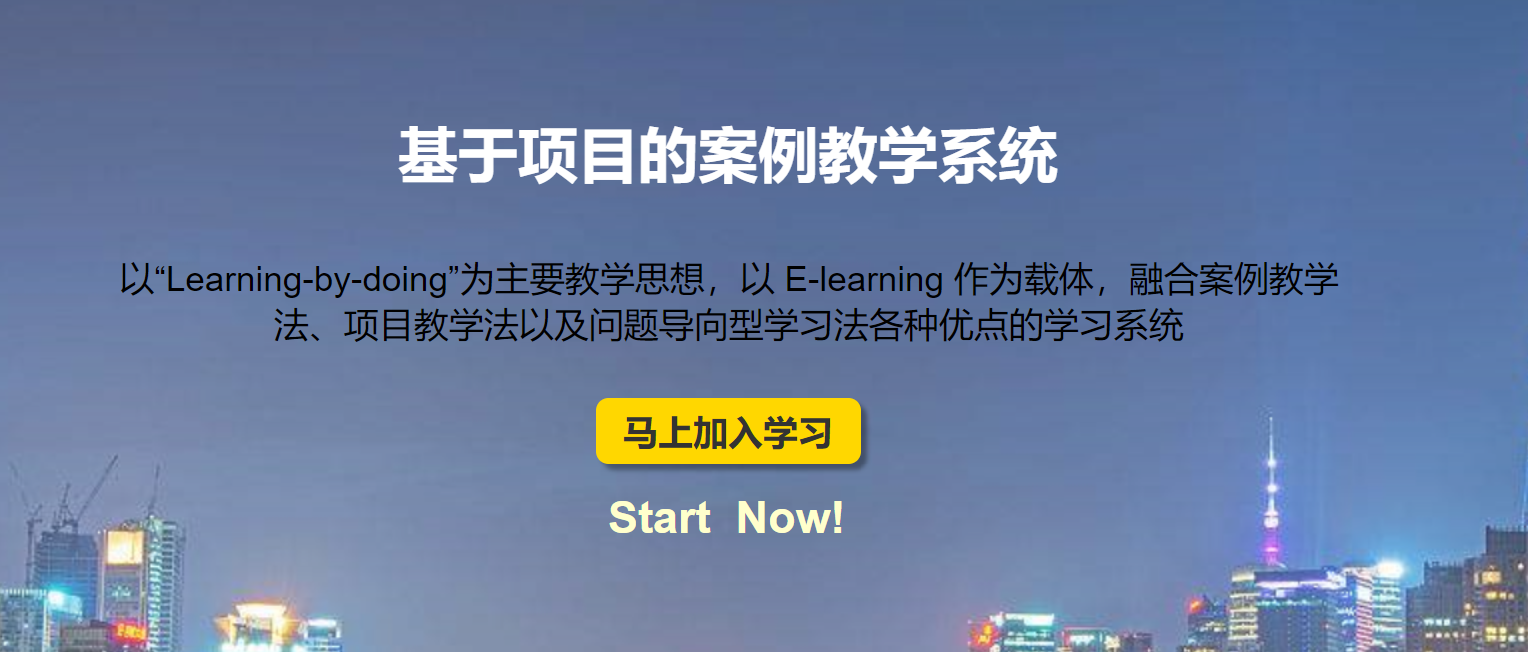 基于项目的案例教学系统
以“Learning-by-doing”为主要教学思想，以 E-learning 作为载体，融合案例教学
法、项目教学法以及问题导向型学习法各种优点的学习系统
马上加入学习
Start Now!